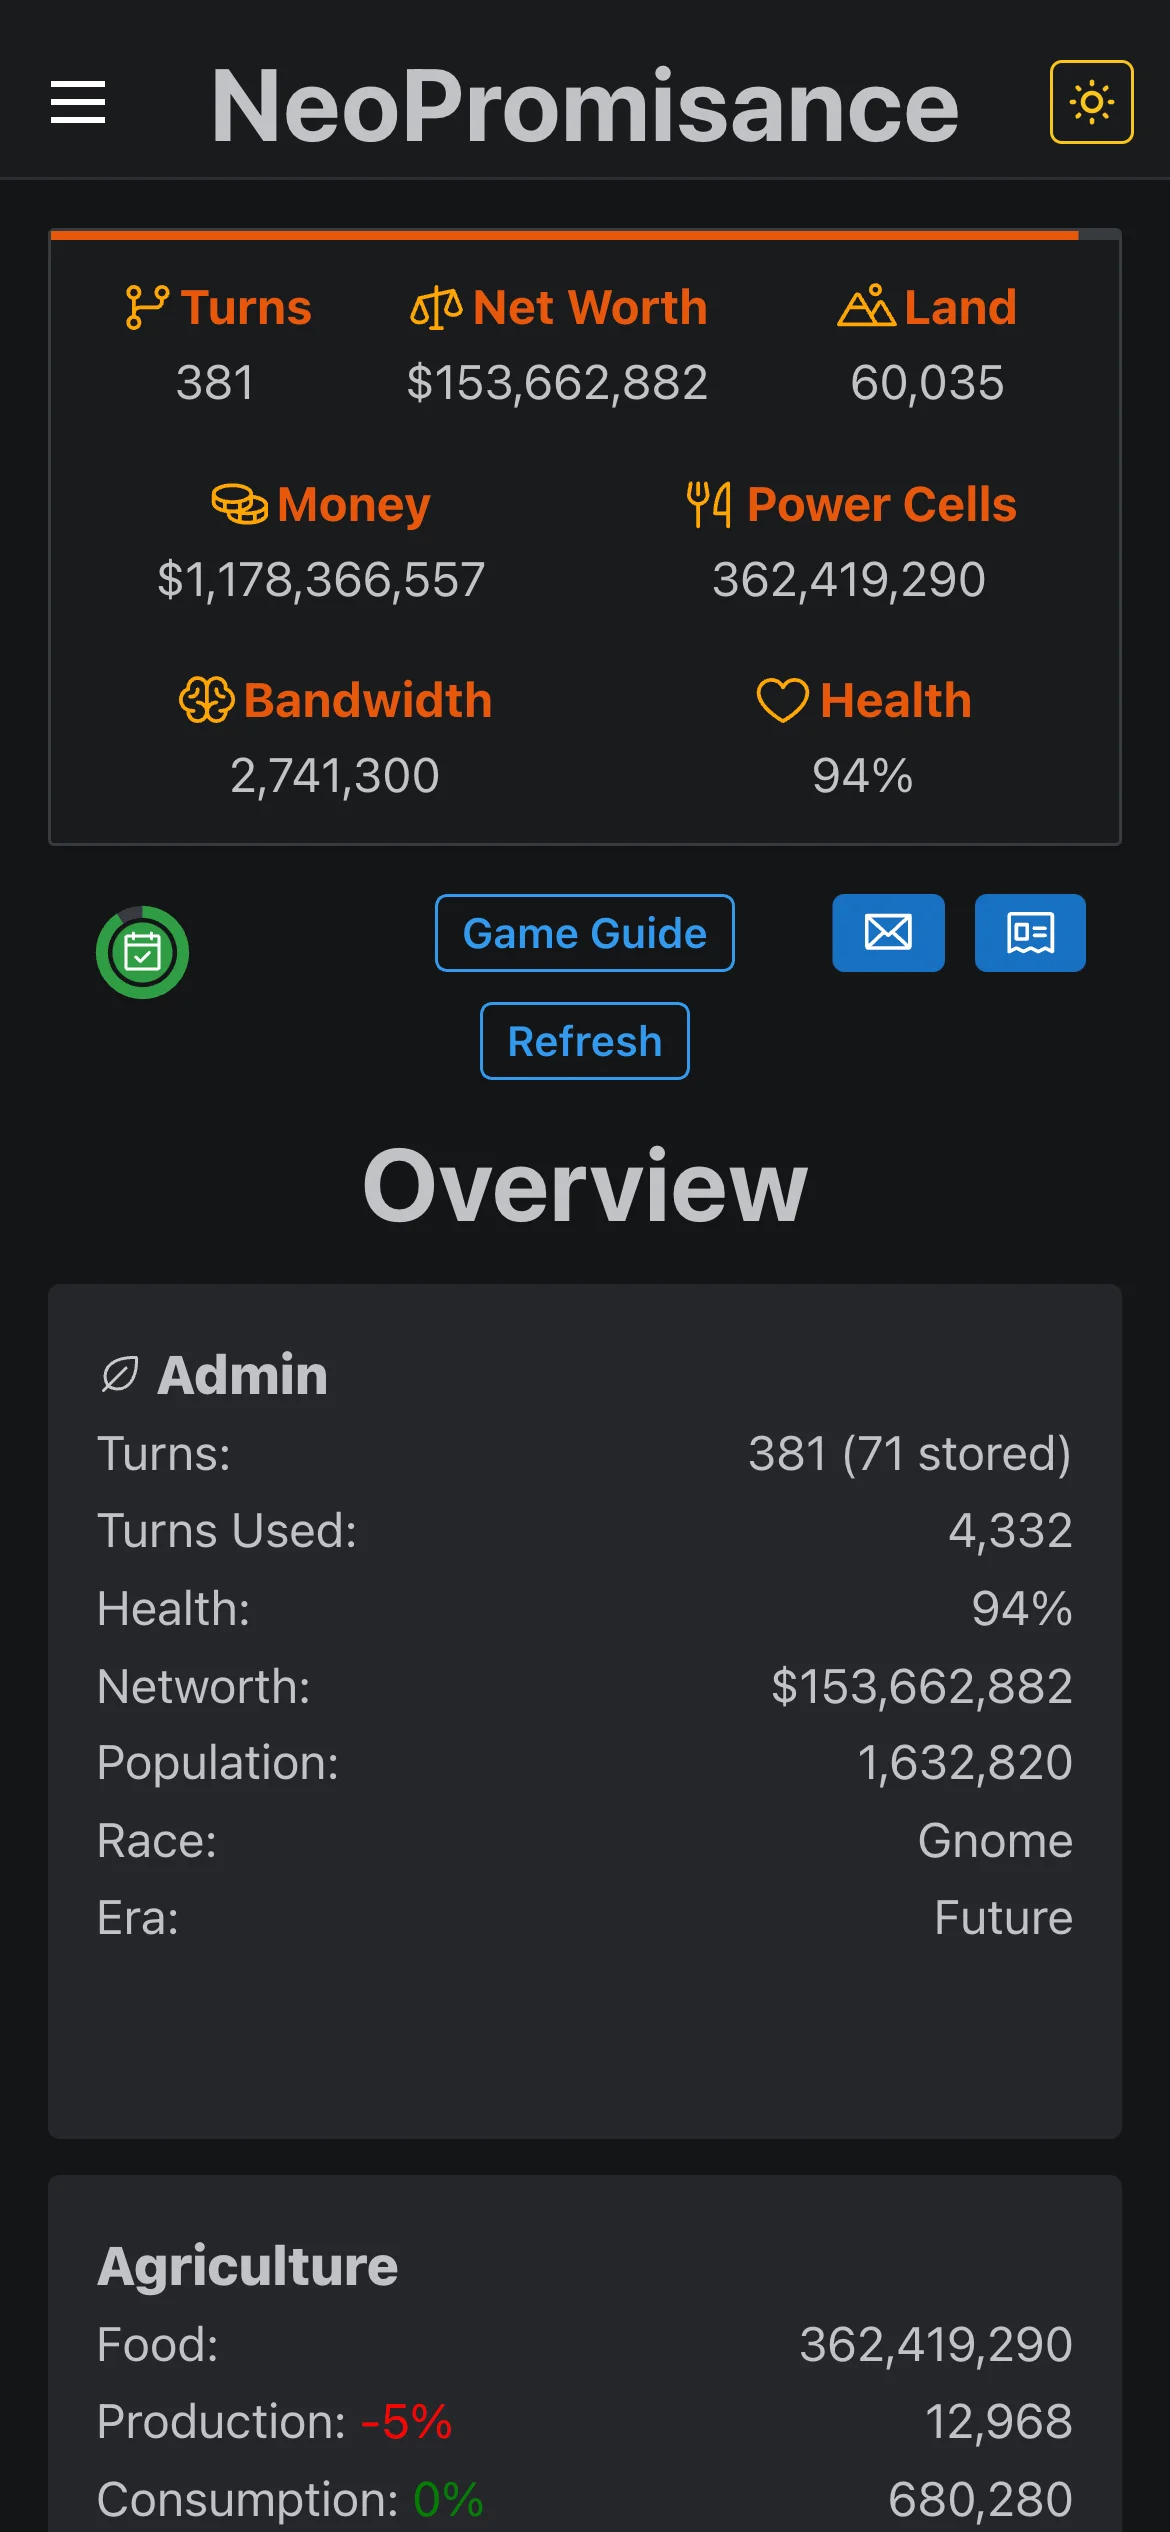 NeoPromisance
Turns Net Worth Land
381 $153,662,882 60,035
Money Power Cells
$1,178,366,557 362,419,290
Bandwidth Health
2,741,300 94%
Game Guide
Refresh
Overview
Admin
Turns: 381 (71 stored)
Turns Used: 4,332
Health: 94%
Networth: $153,662,882
Population: 1,632,820
Race: Gnome
Era: Future
Agriculture
Food: 362,419,290
Production: -5% 12,968
Consumption: 0% 680,280